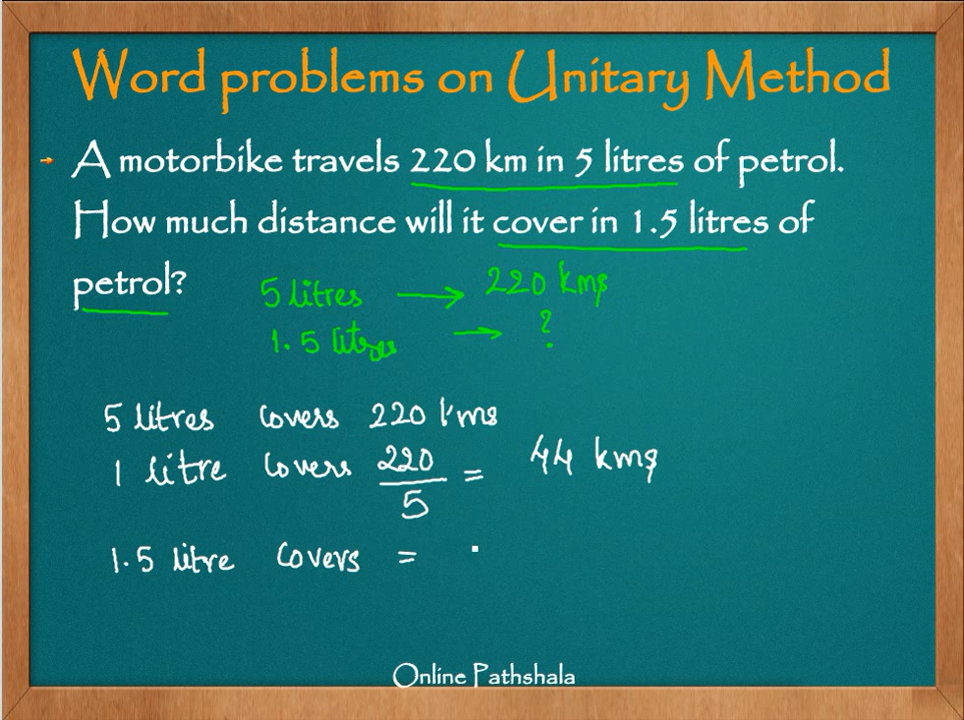 Word problems on Unitary Method
A motorbike travels 220 km in 5 litres of petrol.
How much distance will it cover in 1.5 litres of
petrol?
5 litres → 220 kms
1.5 litres → ?
5 litres covers 220 kms
1 litre covers 220/5 = 44 kms
1.5 litre covers =
Online Pathshala